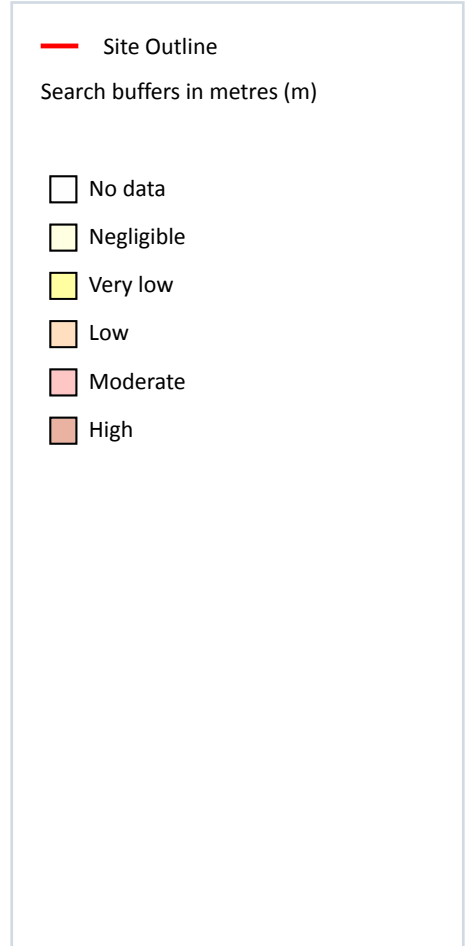 Site Outline
Search buffers in metres (m)
No data
Negligible
Very low
Low
Moderate
High